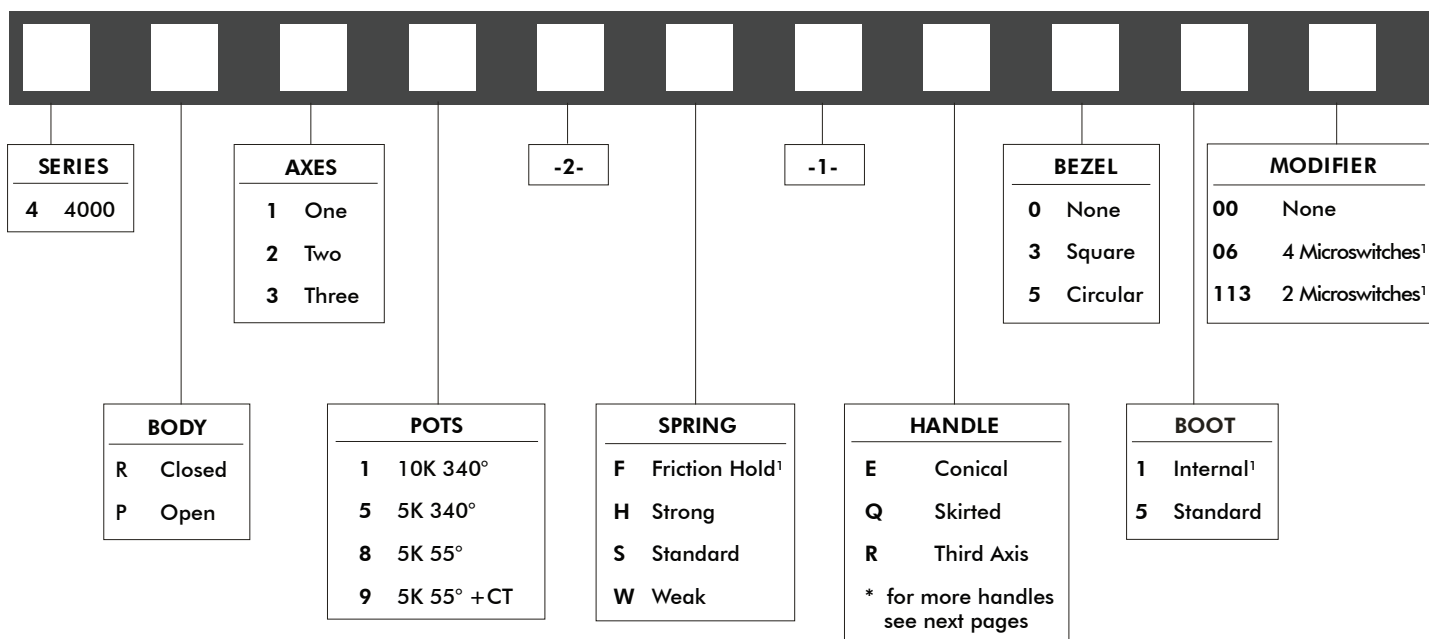 SERIES
4 4000
AXES
1 One
2 Two
3 Three
-2-
-1-
BEZEL
0 None
3 Square
5 Circular
MODIFIER
00 None
06 4 Microswitches¹
113 2 Microswitches¹
BODY
R Closed
P Open
POTS
1 10K 340°
5 5K 340°
8 5K 55°
9 5K 55° +CT
SPRING
F Friction Hold¹
H Strong
S Standard
W Weak
HANDLE
E Conical
Q Skirted
R Third Axis
* for more handles
see next pages
BOOT
1 Internal¹
5 Standard